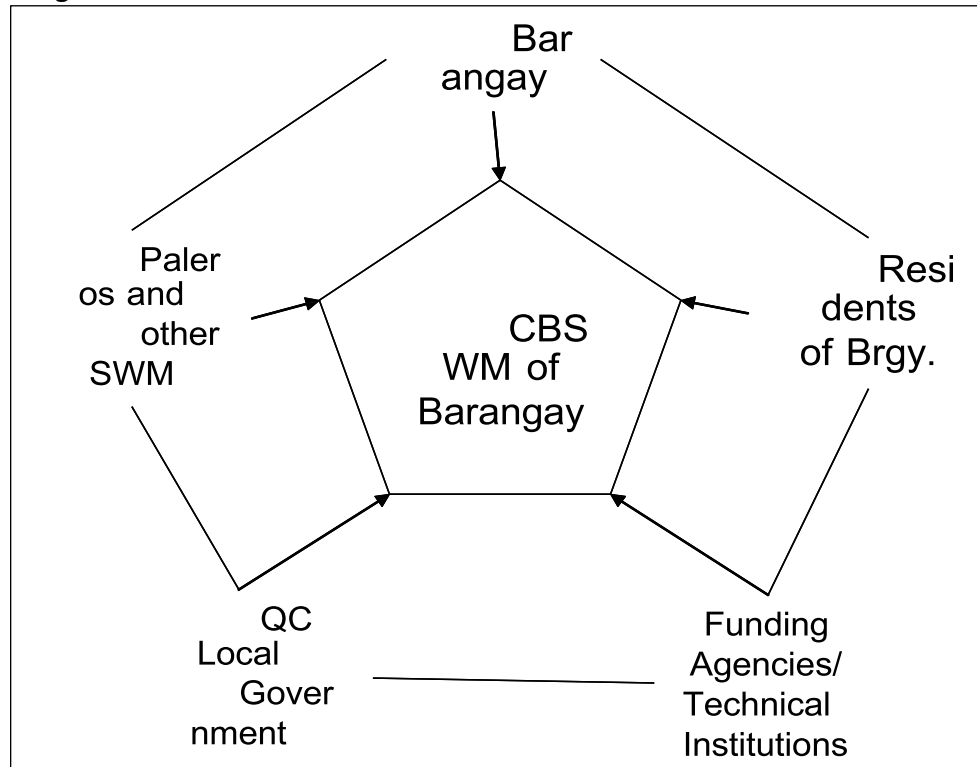 Bar
angay
Paler
os and
other
SWM
Resi
dents
of Brgy.
CBS
WM of
Barangay
QC
Local
Gover
nment
Funding
Agencies/
Technical
Institutions